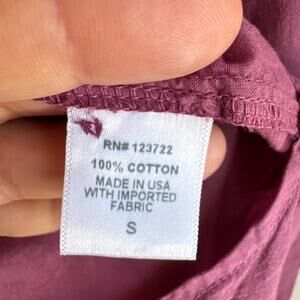 RN# 123722
100% COTTON
MADE IN USA
WITH IMPORTED
FABRIC
S